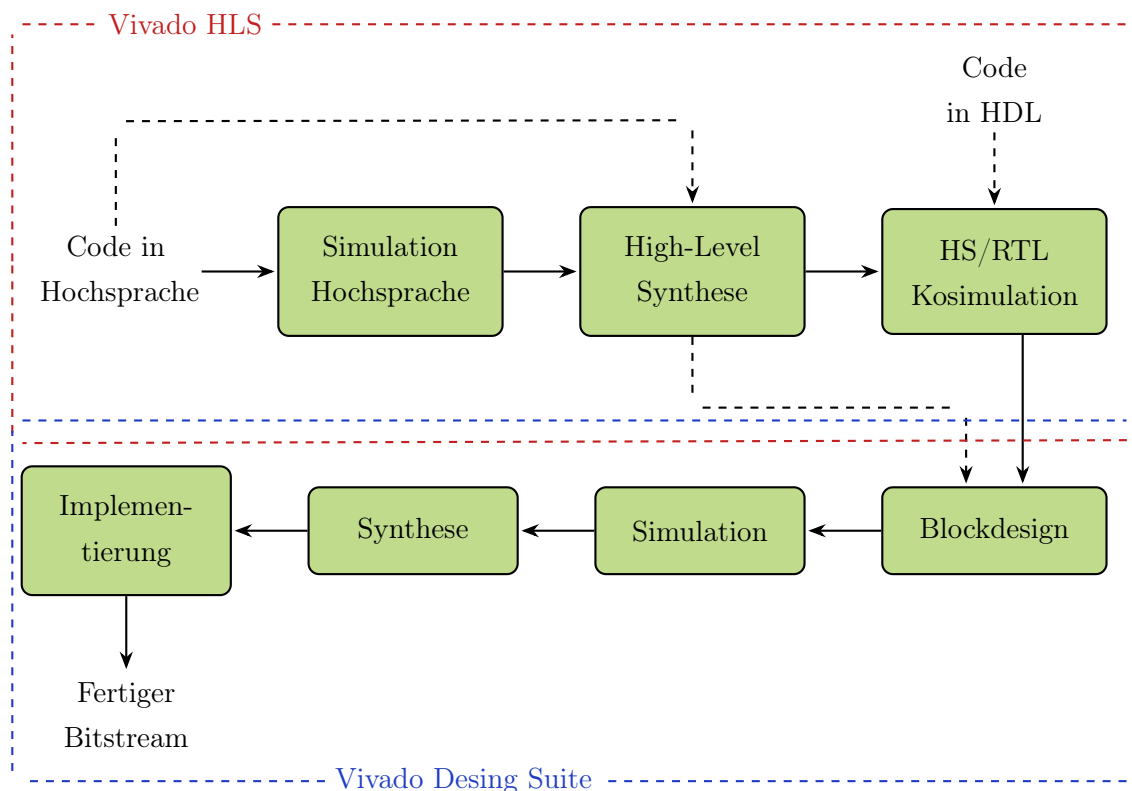 Vivado HLS
Code
in HDL
Code in
Hochsprache
Simulation
Hochsprache
High-Level
Synthese
HS/RTL
Kosimulation
Implemen-
tierung
Synthese
Simulation
Blockdesign
Fertiger
Bitstream
Vivado Desing Suite